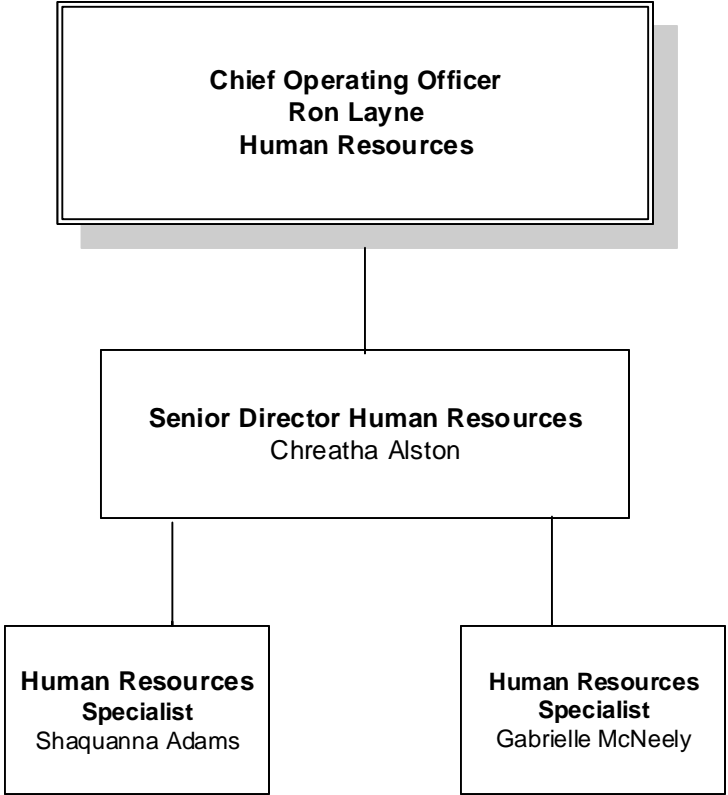 Chief Operating Officer
Ron Layne
Human Resources
Senior Director Human Resources
Chreatha Alston
Human Resources
Specialist
Shaquanna Adams
Human Resources
Specialist
Gabrielle McNeely